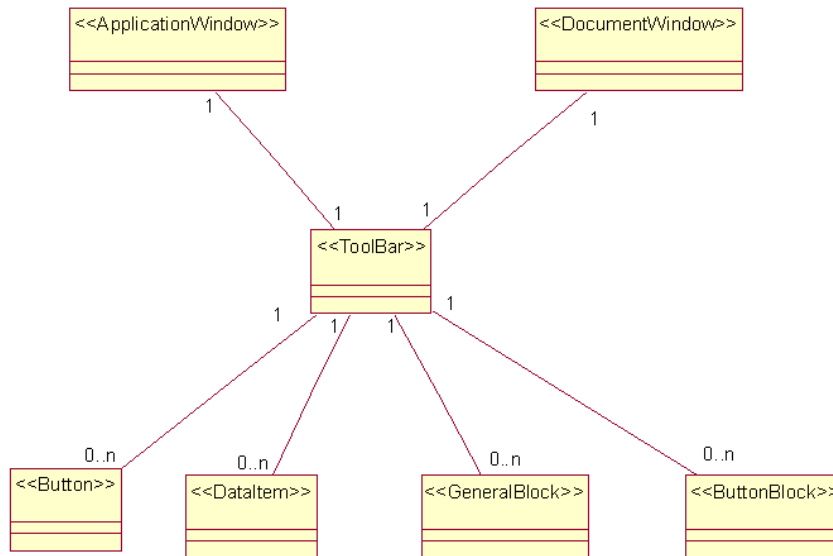 <<ApplicationWindow>>
<<DocumentWindow>>
1
1
1
1
<<ToolBar>>
1
1
1
1
0..n
0..n
0..n
0..n
<<Button>>
<<DataItem>>
<<GeneralBlock>>
<<ButtonBlock>>